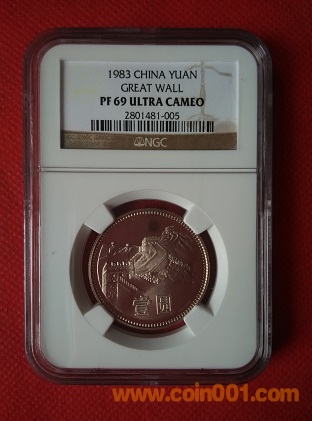 1983 CHINA YUAN
GREAT WALL
PF 69 ULTRA CAMEO
2801481-005
NGC
壹圆
www.coin001.com